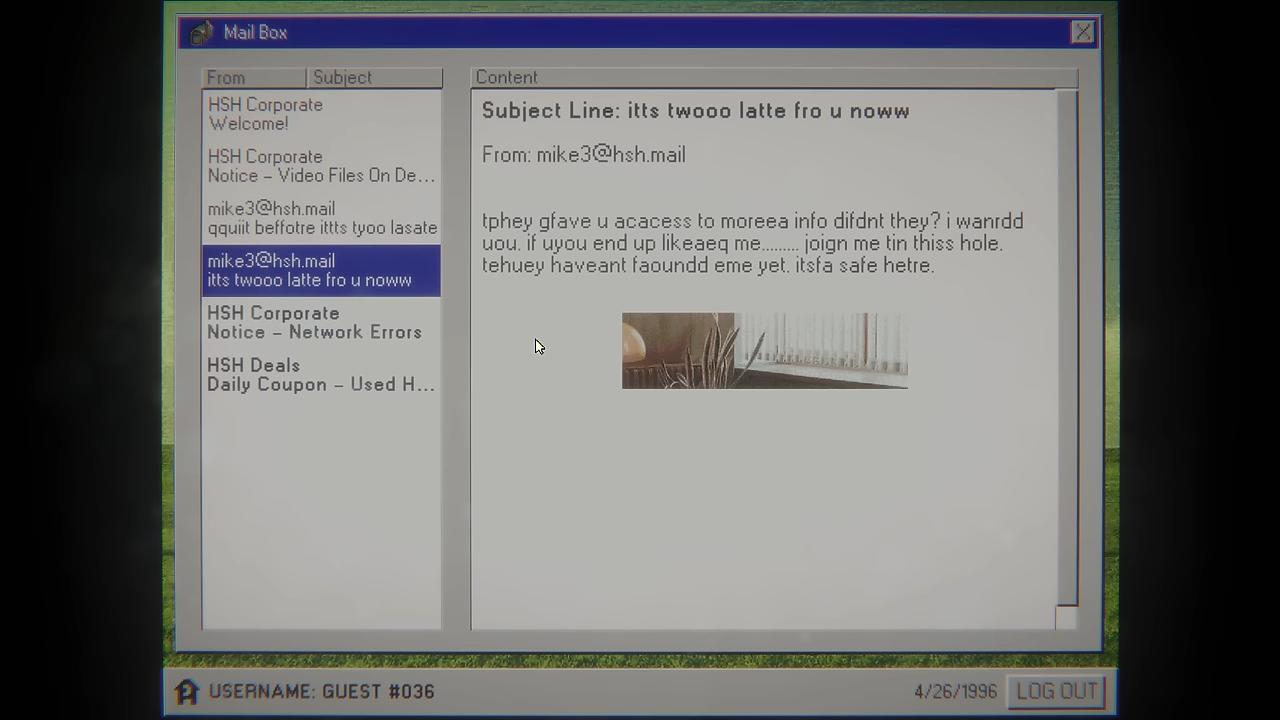 Mail Box
From Subject
HSH Corporate
Welcome!
HSH Corporate
Notice - Video Files On De...
mike3@hsh.mail
qquiit beffotre ittts tyoo lasate
mike3@hsh.mail
itts twooo latte fro u noww
HSH Corporate
Notice - Network Errors
HSH Deals
Daily Coupon - Used H...
Content
Subject Line: itts twooo latte fro u noww
From: mike3@hsh.mail
tphey gfave u acacess to moreea info difdnt they? i wanrdd
uou. if uyou end up likeaeq me......... joign me tin thiss hole.
tehuey haveant faoundd eme yet. itsfa safe hetre.
USERNAME: GUEST #036
4/26/1996 LOG OUT